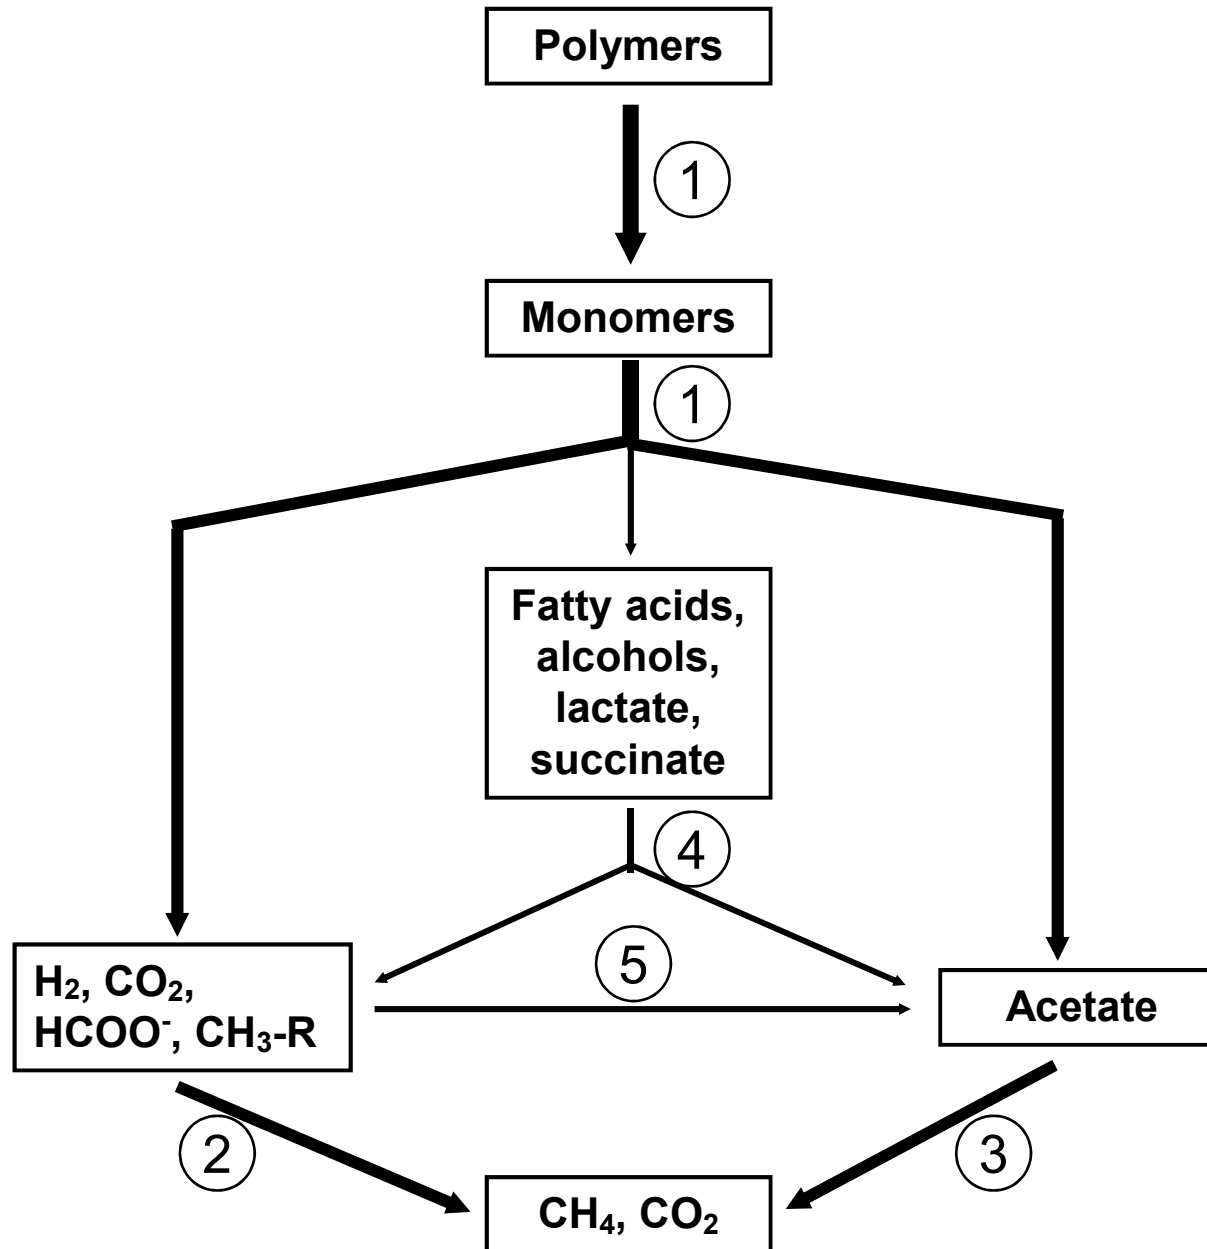 Polymers
1
Monomers
1
Fatty acids,
alcohols,
lactate,
succinate
4
5
H₂, CO₂,
HCOO⁻, CH₃-R
Acetate
2
3
CH₄, CO₂